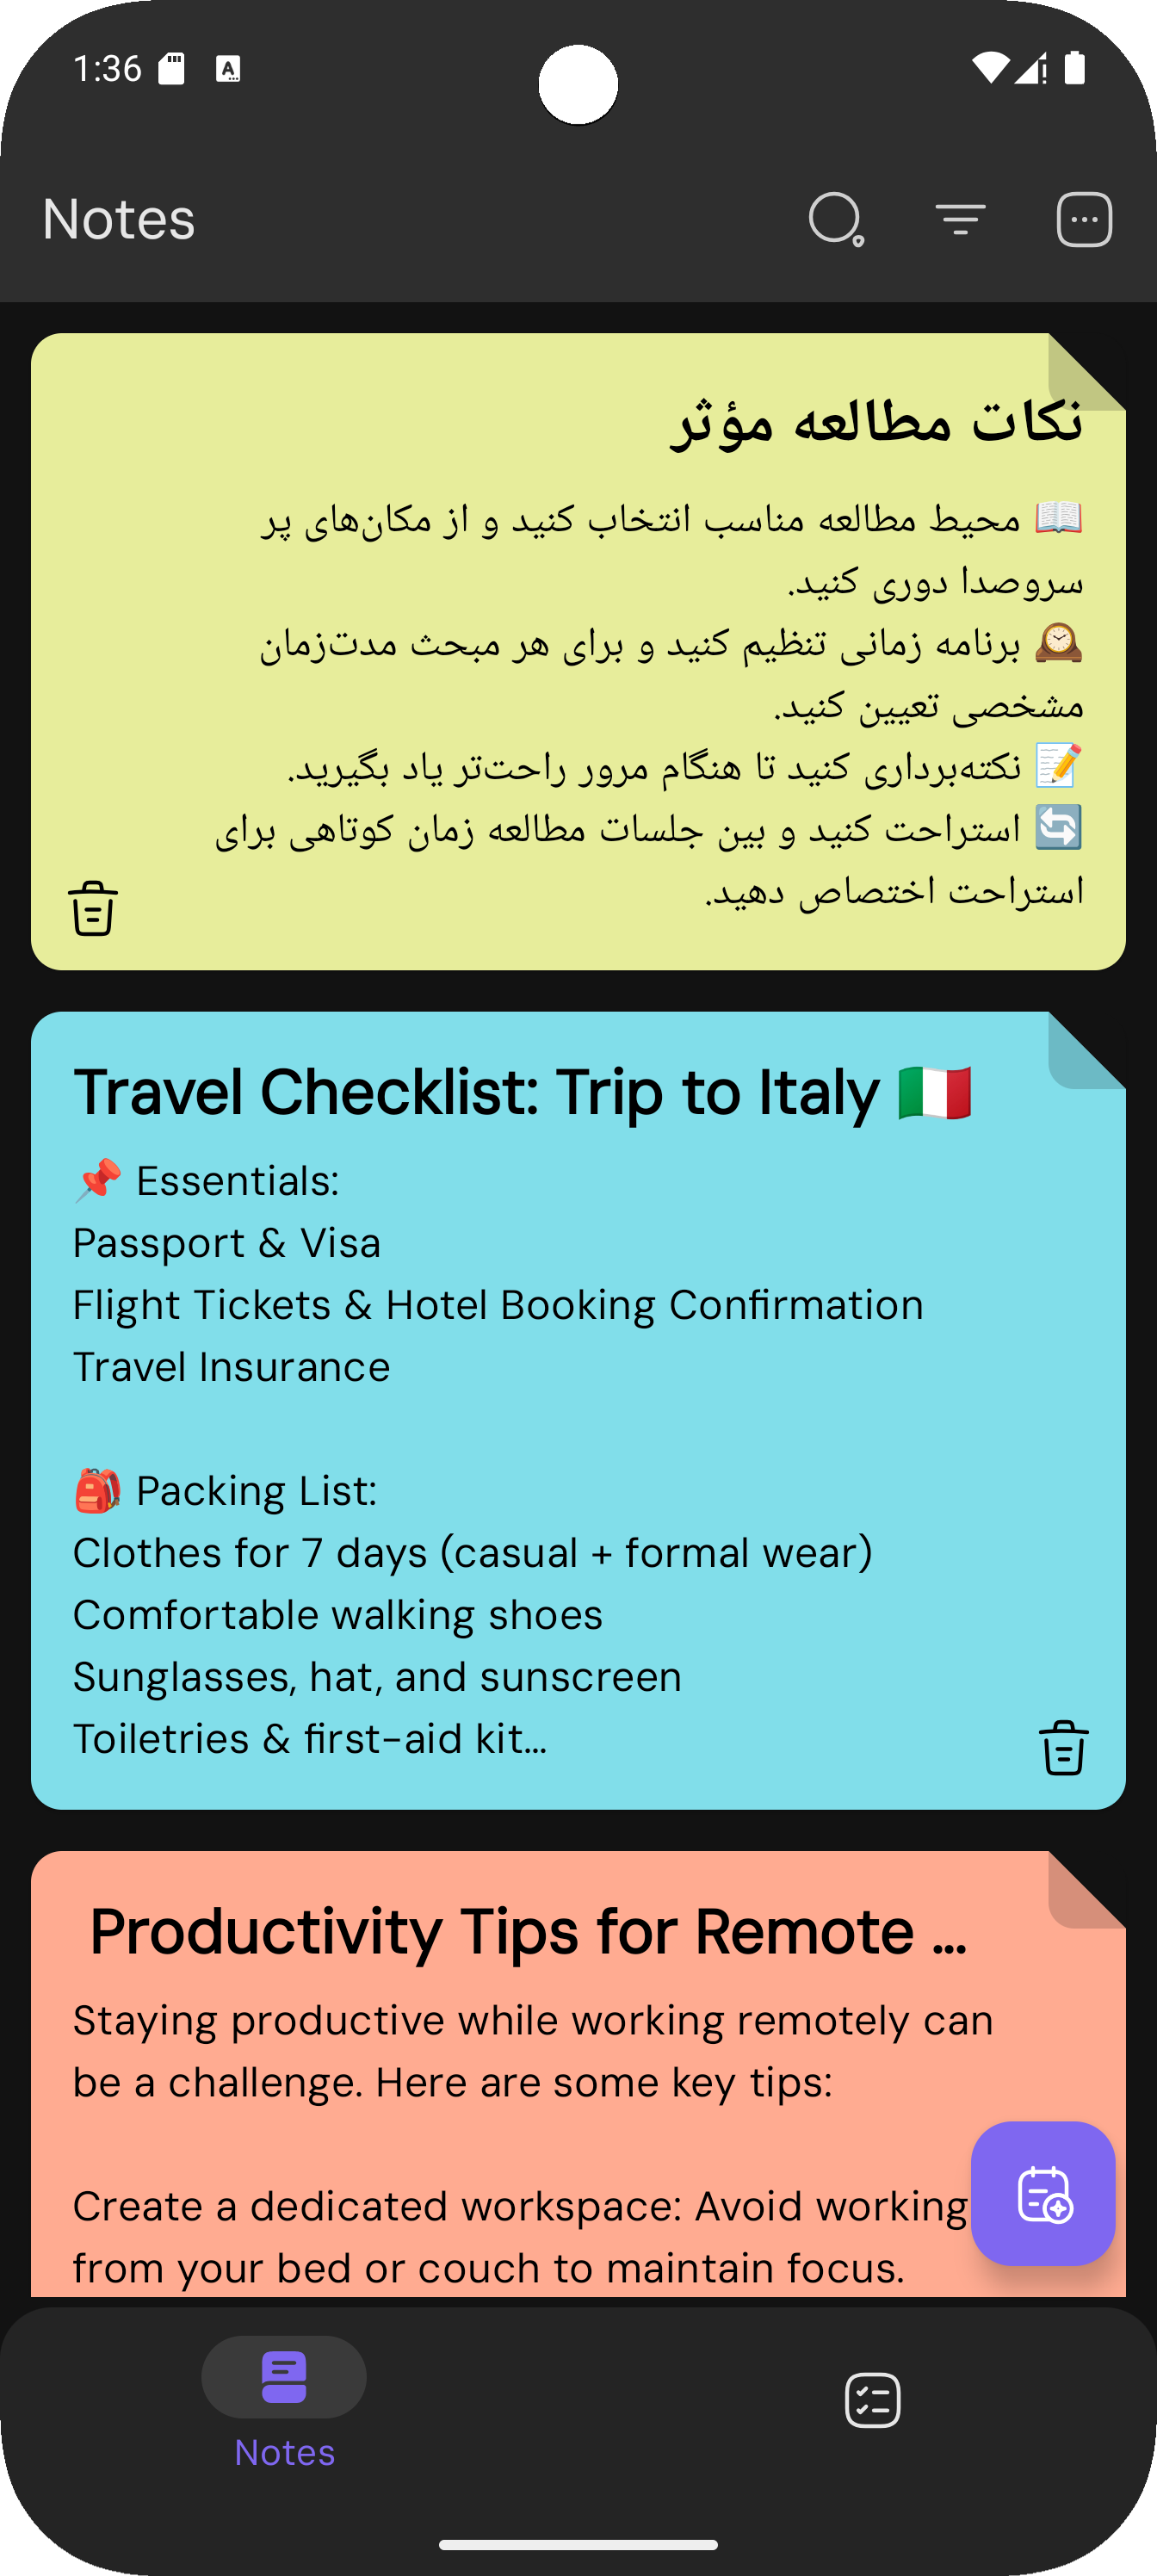 1:36
Notes
نکات مطالعه مؤثر
📖 محیط مطالعه مناسب انتخاب کنید و از مکان‌های پر
سروصدا دوری کنید.
🕰️ برنامه زمانی تنظیم کنید و برای هر مبحث مدت‌زمان
مشخصی تعیین کنید.
📝 نکته‌برداری کنید تا هنگام مرور راحت‌تر یاد بگیرید.
🔄 استراحت کنید و بین جلسات مطالعه زمان کوتاهی برای
استراحت اختصاص دهید.
Travel Checklist: Trip to Italy 🇮🇹
📌 Essentials:
Passport & Visa
Flight Tickets & Hotel Booking Confirmation
Travel Insurance
🎒 Packing List:
Clothes for 7 days (casual + formal wear)
Comfortable walking shoes
Sunglasses, hat, and sunscreen
Toiletries & first-aid kit...
Productivity Tips for Remote ...
Staying productive while working remotely can
be a challenge. Here are some key tips:
Create a dedicated workspace: Avoid working
from your bed or couch to maintain focus.
Notes